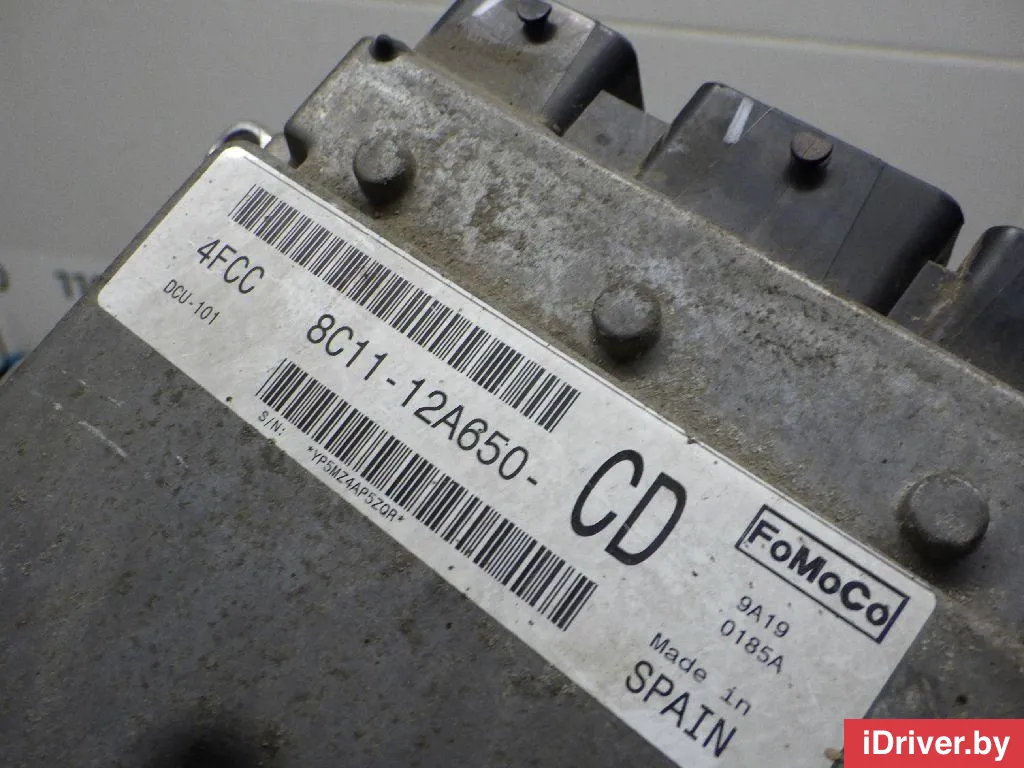 4FCC
DCU-101
8C11-12A650-
CD
S/N:
*YP5MZ4AP5ZQR*
FoMoCo
9A19
0185A
Made in
SPAIN
iDriver.by